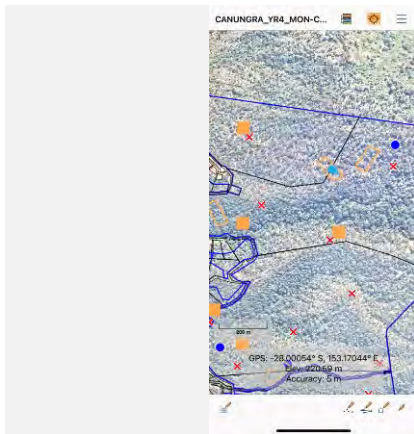 CANUNGRA_YR4_MON-C...
200 m
GPS: -28.00054° S, 153.17044° E
Elev: 220.59 m
Accuracy: 5 m